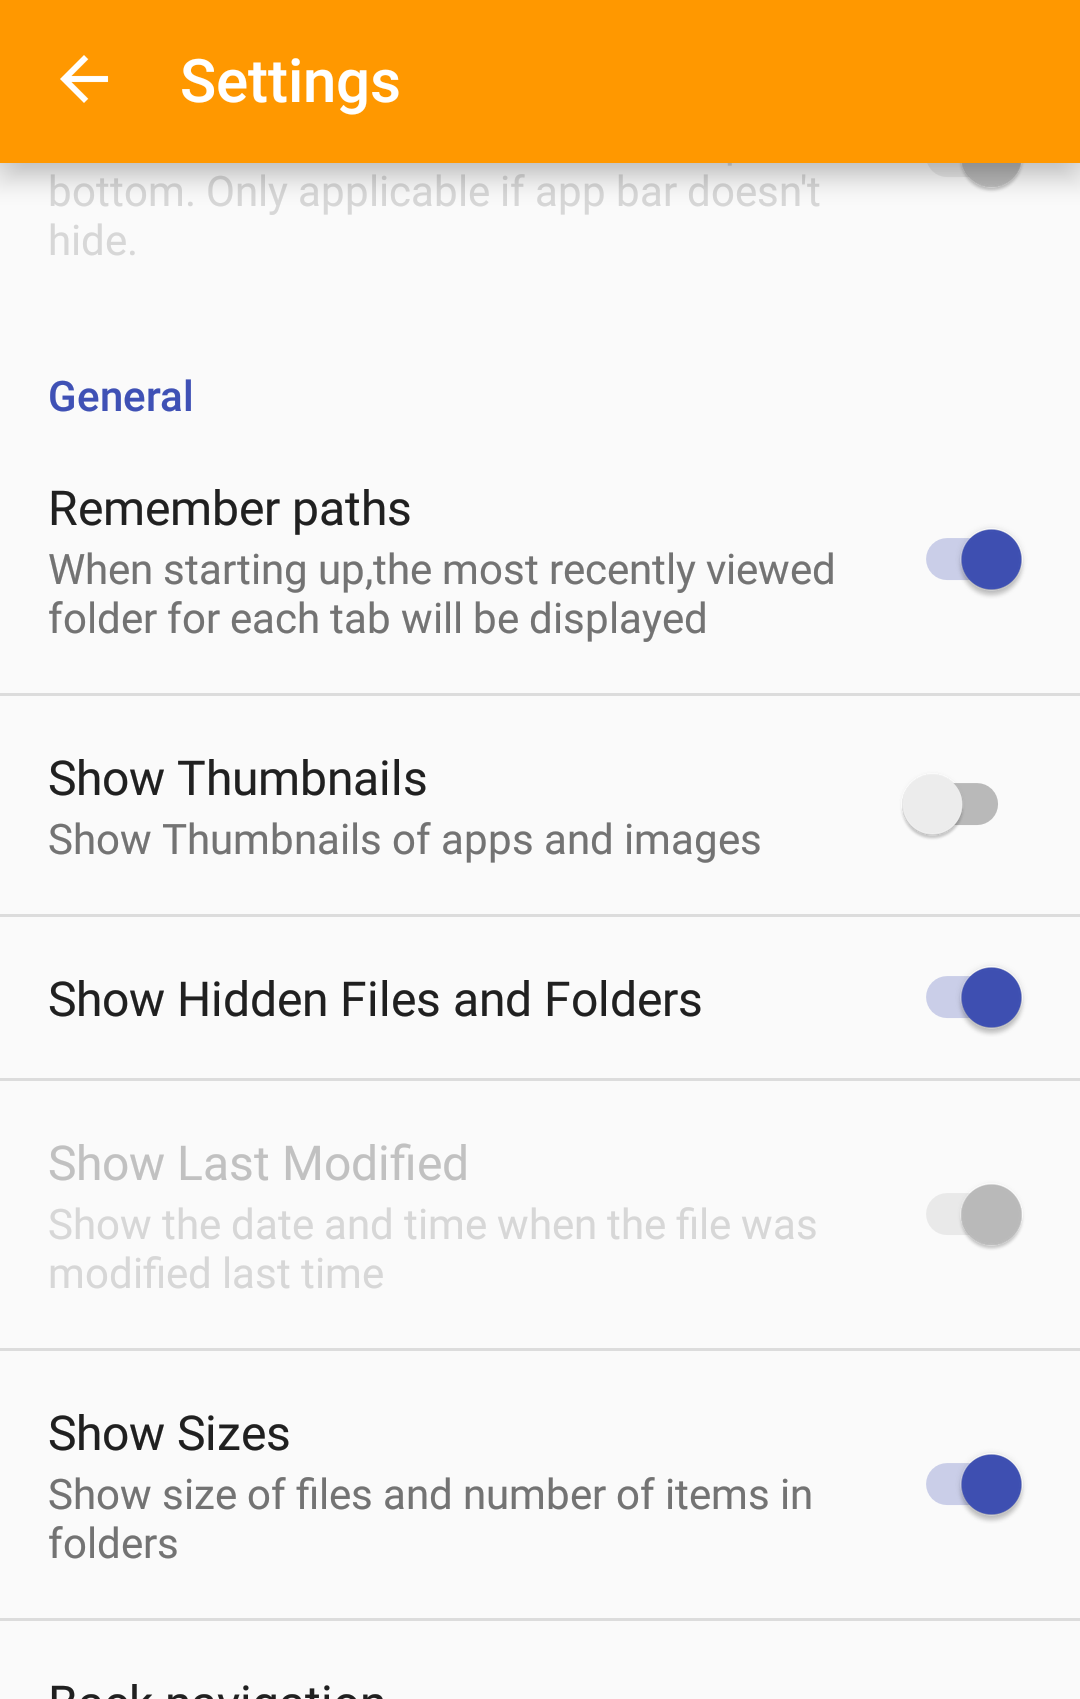 Settings
bottom. Only applicable if app bar doesn't
hide.
General
Remember paths
When starting up,the most recently viewed
folder for each tab will be displayed
Show Thumbnails
Show Thumbnails of apps and images
Show Hidden Files and Folders
Show Last Modified
Show the date and time when the file was
modified last time
Show Sizes
Show size of files and number of items in
folders
Back navigation